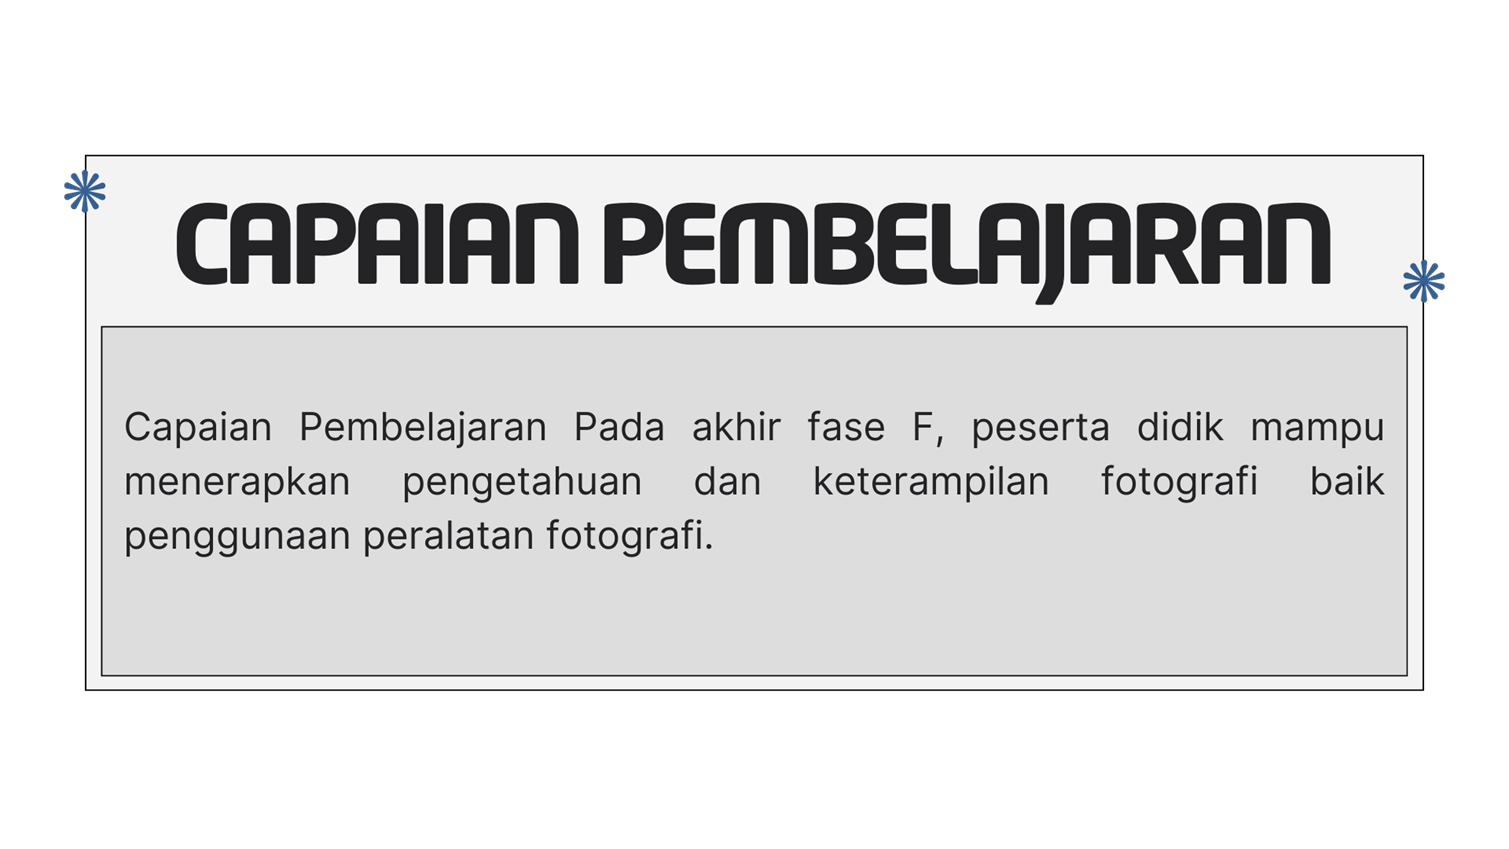 CAPAIAN PEMBELAJARAN
Capaian Pembelajaran Pada akhir fase F, peserta didik mampu
menerapkan pengetahuan dan keterampilan fotografi baik
penggunaan peralatan fotografi.